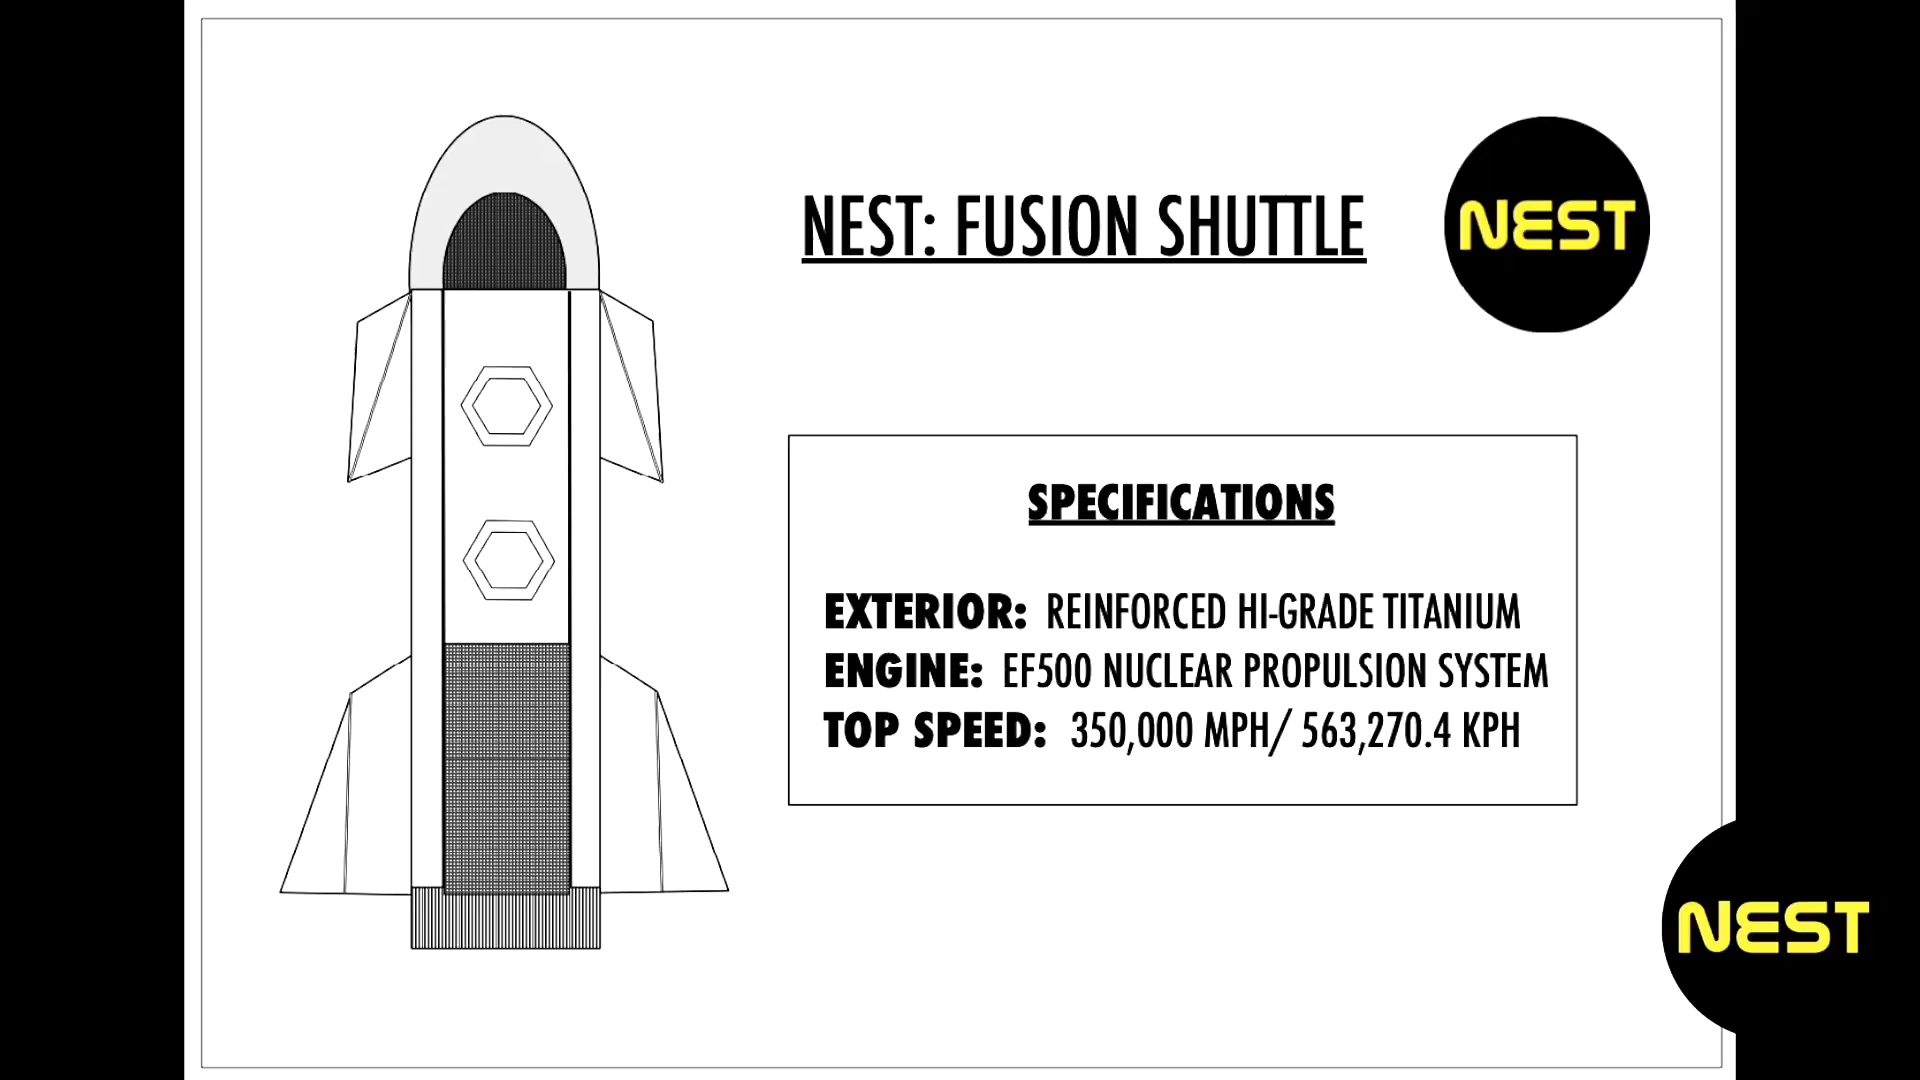 NEST: FUSION SHUTTLE
NEST
SPECIFICATIONS
EXTERIOR: REINFORCED HI-GRADE TITANIUM
ENGINE: EF500 NUCLEAR PROPULSION SYSTEM
TOP SPEED: 350,000 MPH/ 563,270.4 KPH
NEST